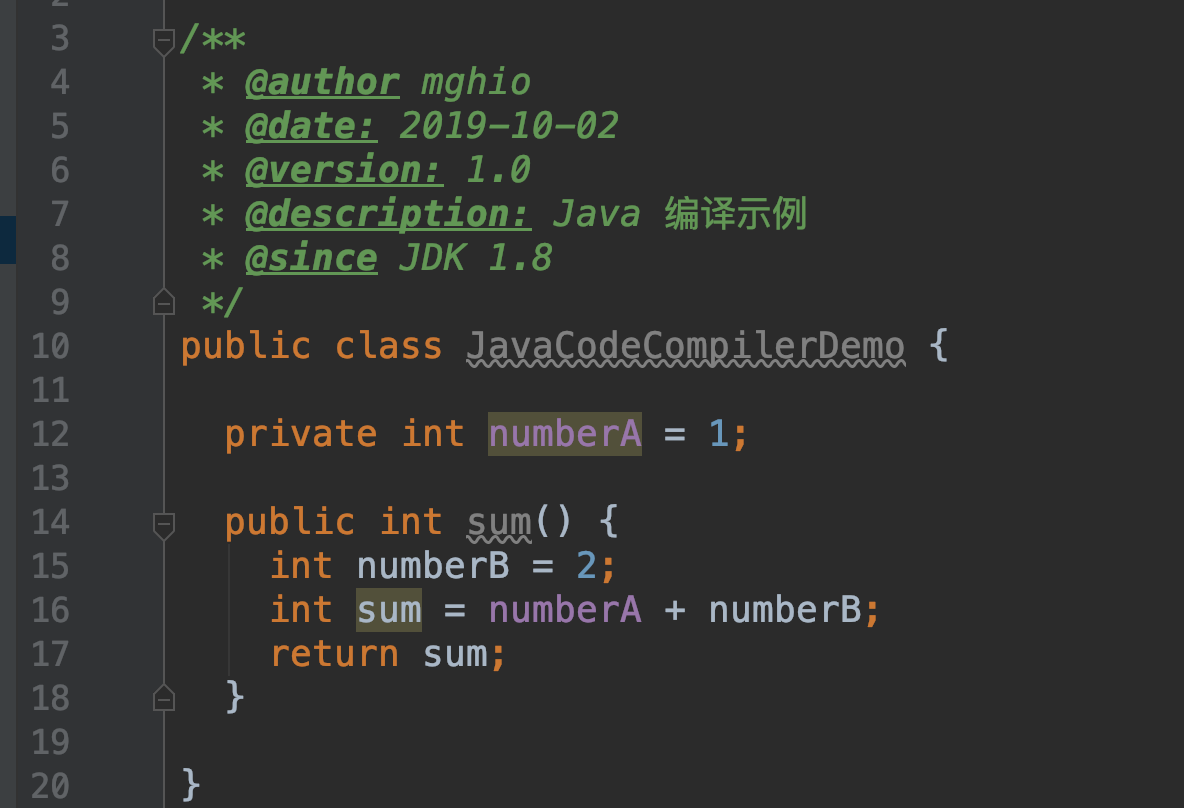 3 /**
4  * @author mghio
5  * @date: 2019-10-02
6  * @version: 1.0
7  * @description: Java 编译示例
8  * @since JDK 1.8
9  */
10 public class JavaCodeCompilerDemo {
11
12   private int numberA = 1;
13
14   public int sum() {
15     int numberB = 2;
16     int sum = numberA + numberB;
17     return sum;
18   }
19
20 }